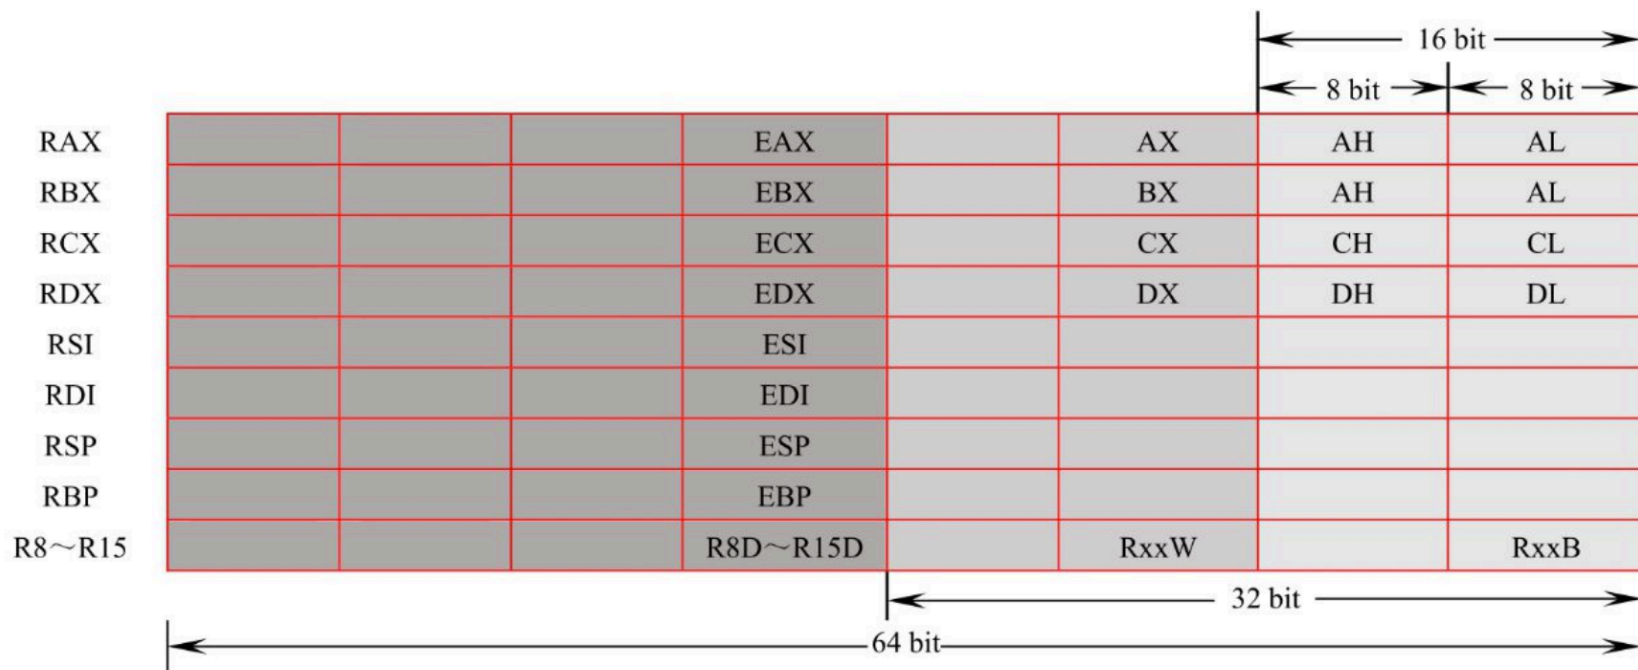 16 bit
8 bit 8 bit
RAX EAX AX AH AL
RBX EBX BX AH AL
RCX ECX CX CH CL
RDX EDX DX DH DL
RSI ESI
RDI EDI
RSP ESP
RBP EBP
R8～R15 R8D～R15D RxxW RxxB
32 bit
64 bit